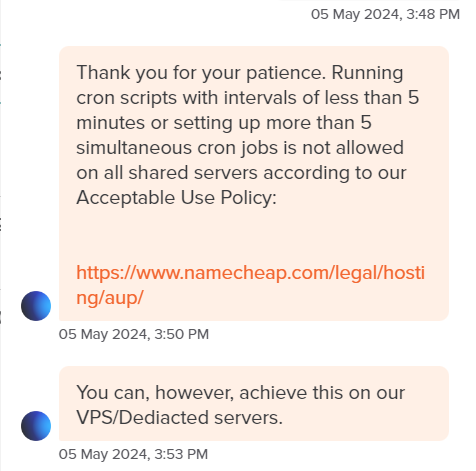 05 May 2024, 3:48 PM
Thank you for your patience. Running
cron scripts with intervals of less than 5
minutes or setting up more than 5
simultaneous cron jobs is not allowed
on all shared servers according to our
Acceptable Use Policy:
https://www.namecheap.com/legal/hosti
ng/aup/
05 May 2024, 3:50 PM
You can, however, achieve this on our
VPS/Dediacted servers.
05 May 2024, 3:53 PM